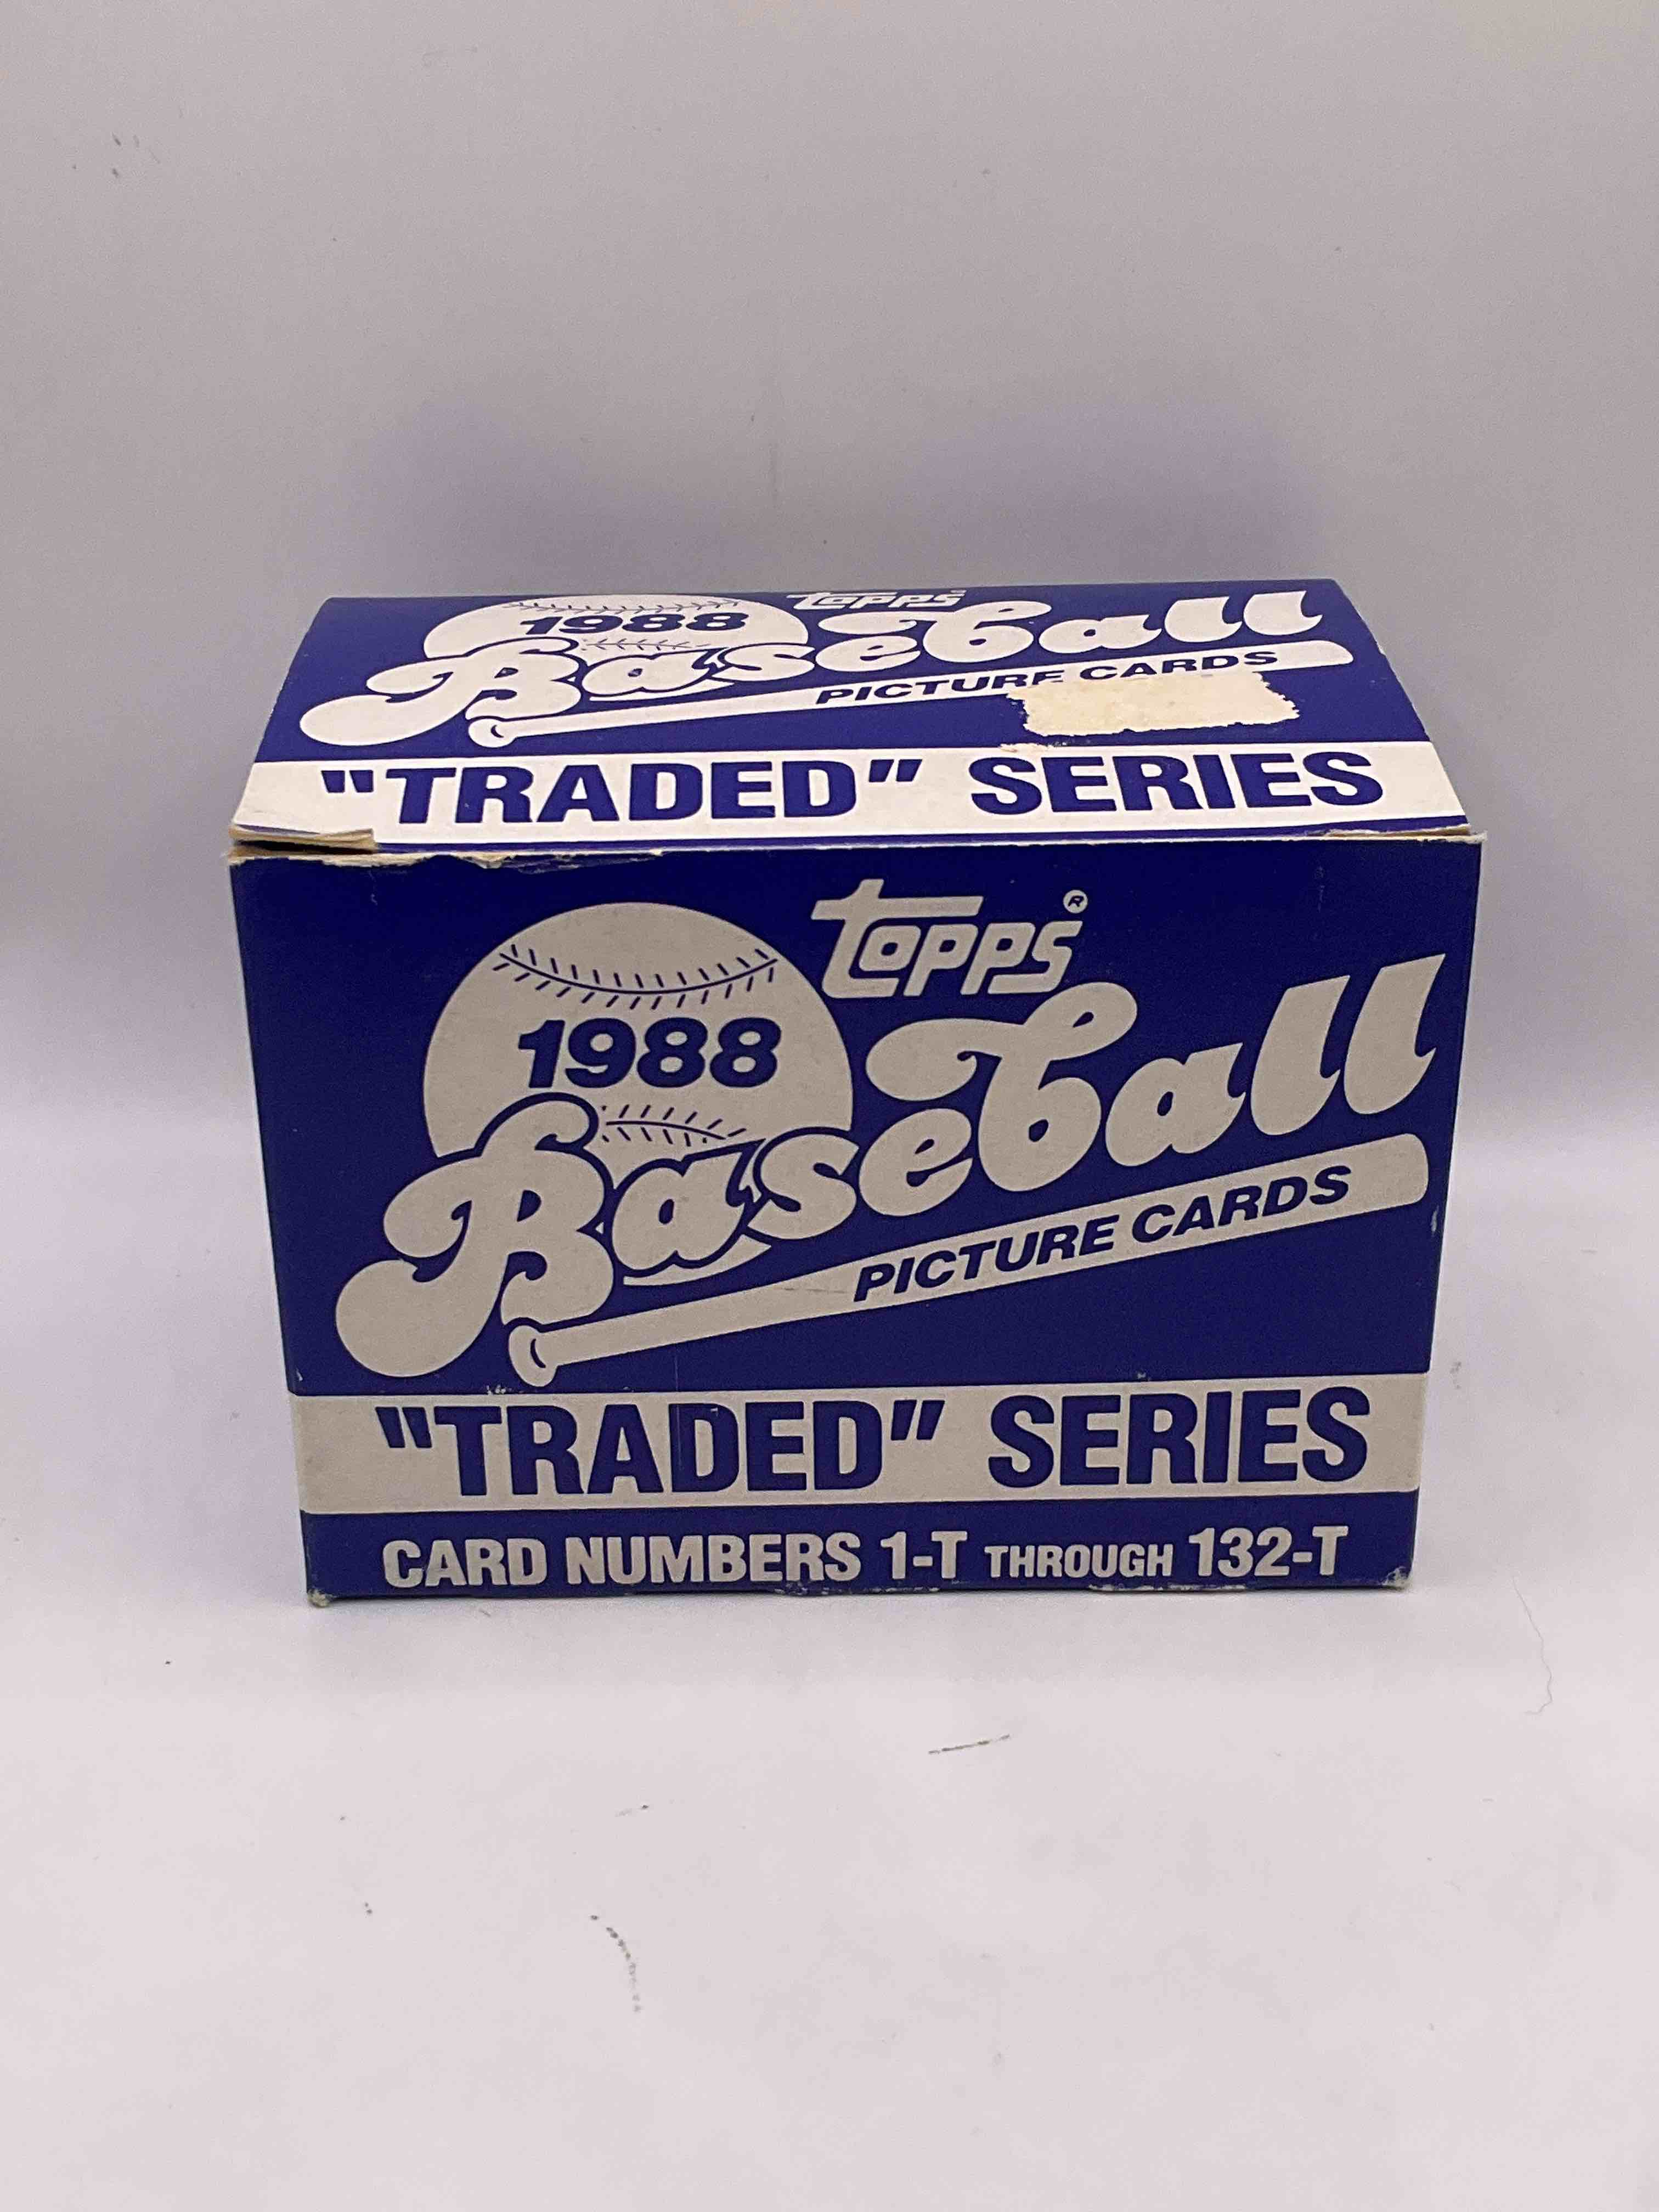 1988
topps
Baseball
PICTURE CARDS
"TRADED" SERIES
topps®
1988
Baseball
PICTURE CARDS
"TRADED" SERIES
CARD NUMBERS 1-T THROUGH 132-T